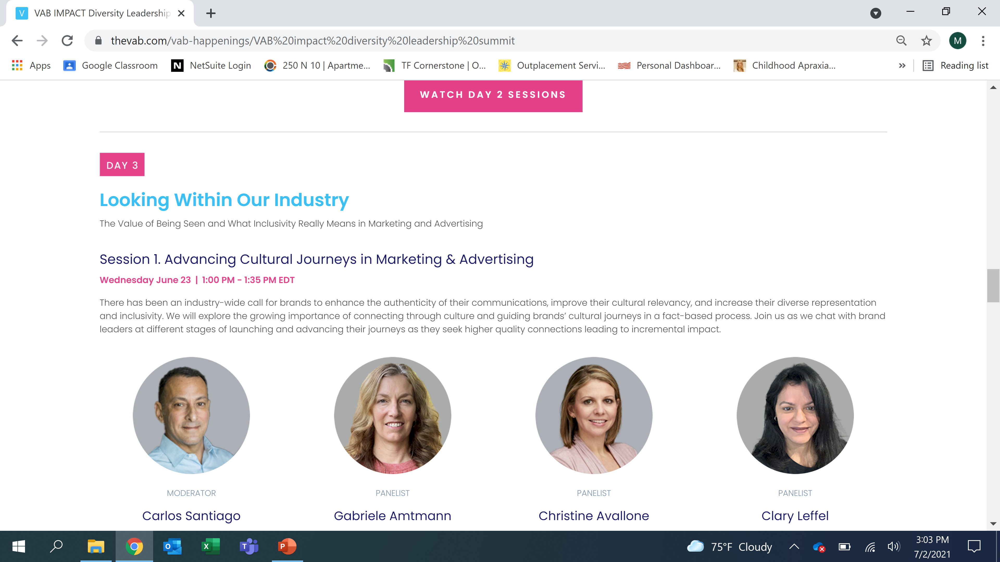 V VAB IMPACT Diversity Leadership
thevab.com/vab-happenings/VAB%20impact%20diversity%20leadership%20summit
M
Apps
Google Classroom
N NetSuite Login
250 N 10 | Apartme...
TF Cornerstone | O...
Outplacement Servi...
Personal Dashboar...
Childhood Apraxia...
»
Reading list
WATCH DAY 2 SESSIONS
DAY 3
Looking Within Our Industry
The Value of Being Seen and What Inclusivity Really Means in Marketing and Advertising
Session 1. Advancing Cultural Journeys in Marketing & Advertising
Wednesday June 23 | 1:00 PM - 1:35 PM EDT
There has been an industry-wide call for brands to enhance the authenticity of their communications, improve their cultural relevancy, and increase their diverse representation
and inclusivity. We will explore the growing importance of connecting through culture and guiding brands’ cultural journeys in a fact-based process. Join us as we chat with brand
leaders at different stages of launching and advancing their journeys as they seek higher quality connections leading to incremental impact.
MODERATOR
Carlos Santiago
PANELIST
Gabriele Amtmann
PANELIST
Christine Avallone
PANELIST
Clary Leffel
O
X
T
P
75°F Cloudy
3:03 PM
7/2/2021